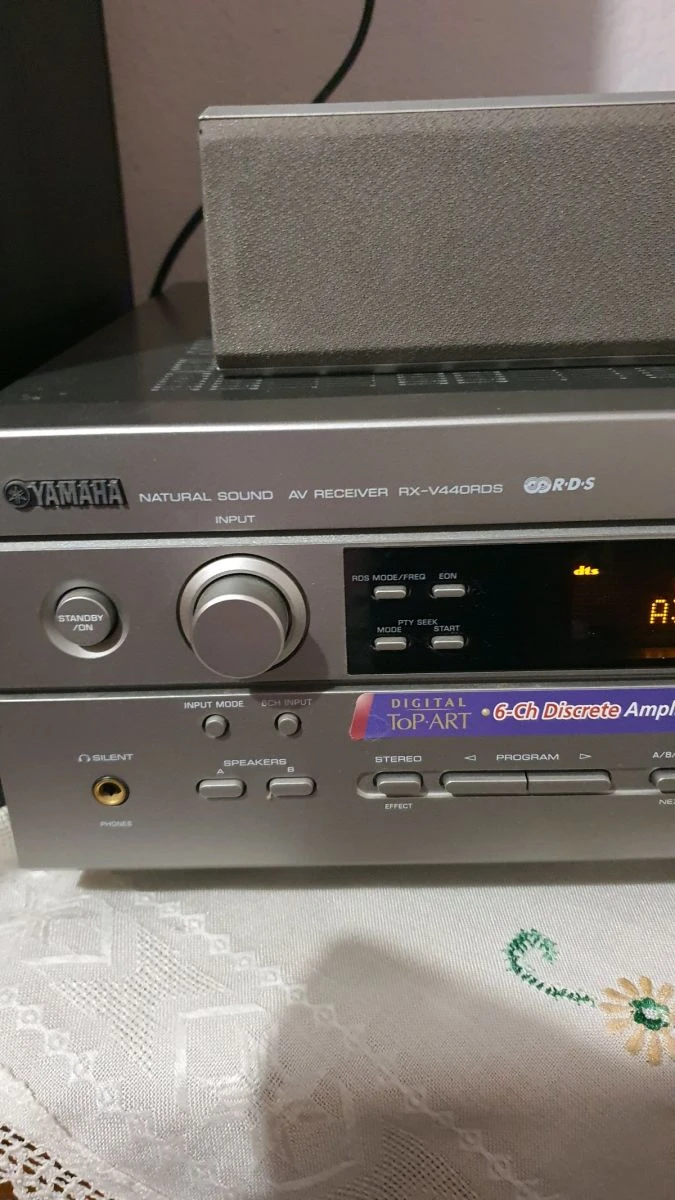 YAMAHA NATURAL SOUND AV RECEIVER RX-V440RDS R·D·S
INPUT
RDS MODE/FREQ EON
dts
STANDBY
/ON
PTY SEEK
MODE START
INPUT MODE 6CH INPUT
DIGITAL
ToP·ART • 6-Ch Discrete
SILENT
SPEAKERS
A B
STEREO
PROGRAM
EFFECT
PHONES